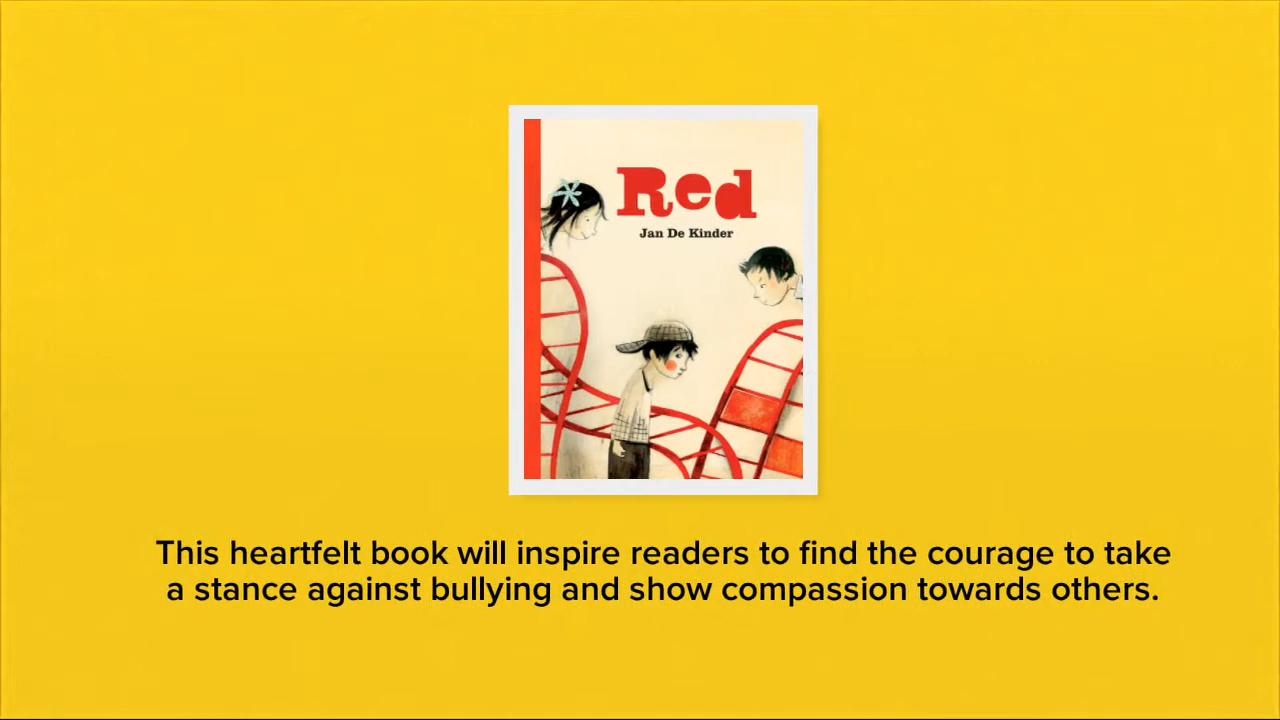 Red
Jan De Kinder
This heartfelt book will inspire readers to find the courage to take
a stance against bullying and show compassion towards others.